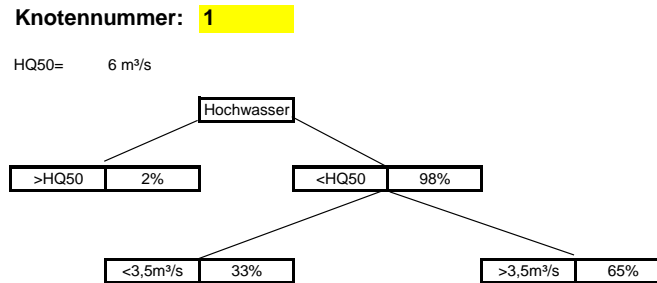 Knotennummer: 1
HQ50= 6 m³/s
Hochwasser
>HQ50 2% <HQ50 98%
<3,5m³/s 33% >3,5m³/s 65%